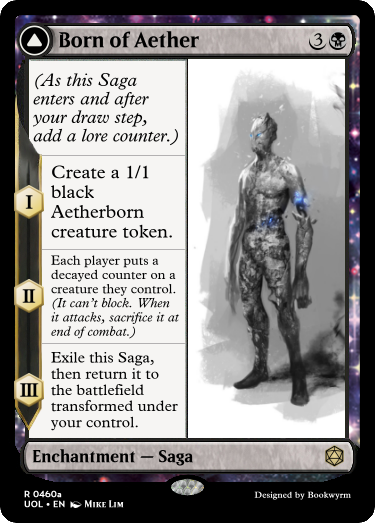 Born of Aether
3
(As this Saga
enters and after
your draw step,
add a lore counter.)
I
Create a 1/1
black
Aetherborn
creature token.
II
Each player puts a
decayed counter on a
creature they control.
(It can't block. When
it attacks, sacrifice it at
end of combat.)
III
Exile this Saga,
then return it to
the battlefield
transformed under
your control.
Enchantment — Saga
R 0460a
UOL • EN Mike Lim
Designed by Bookwyrm